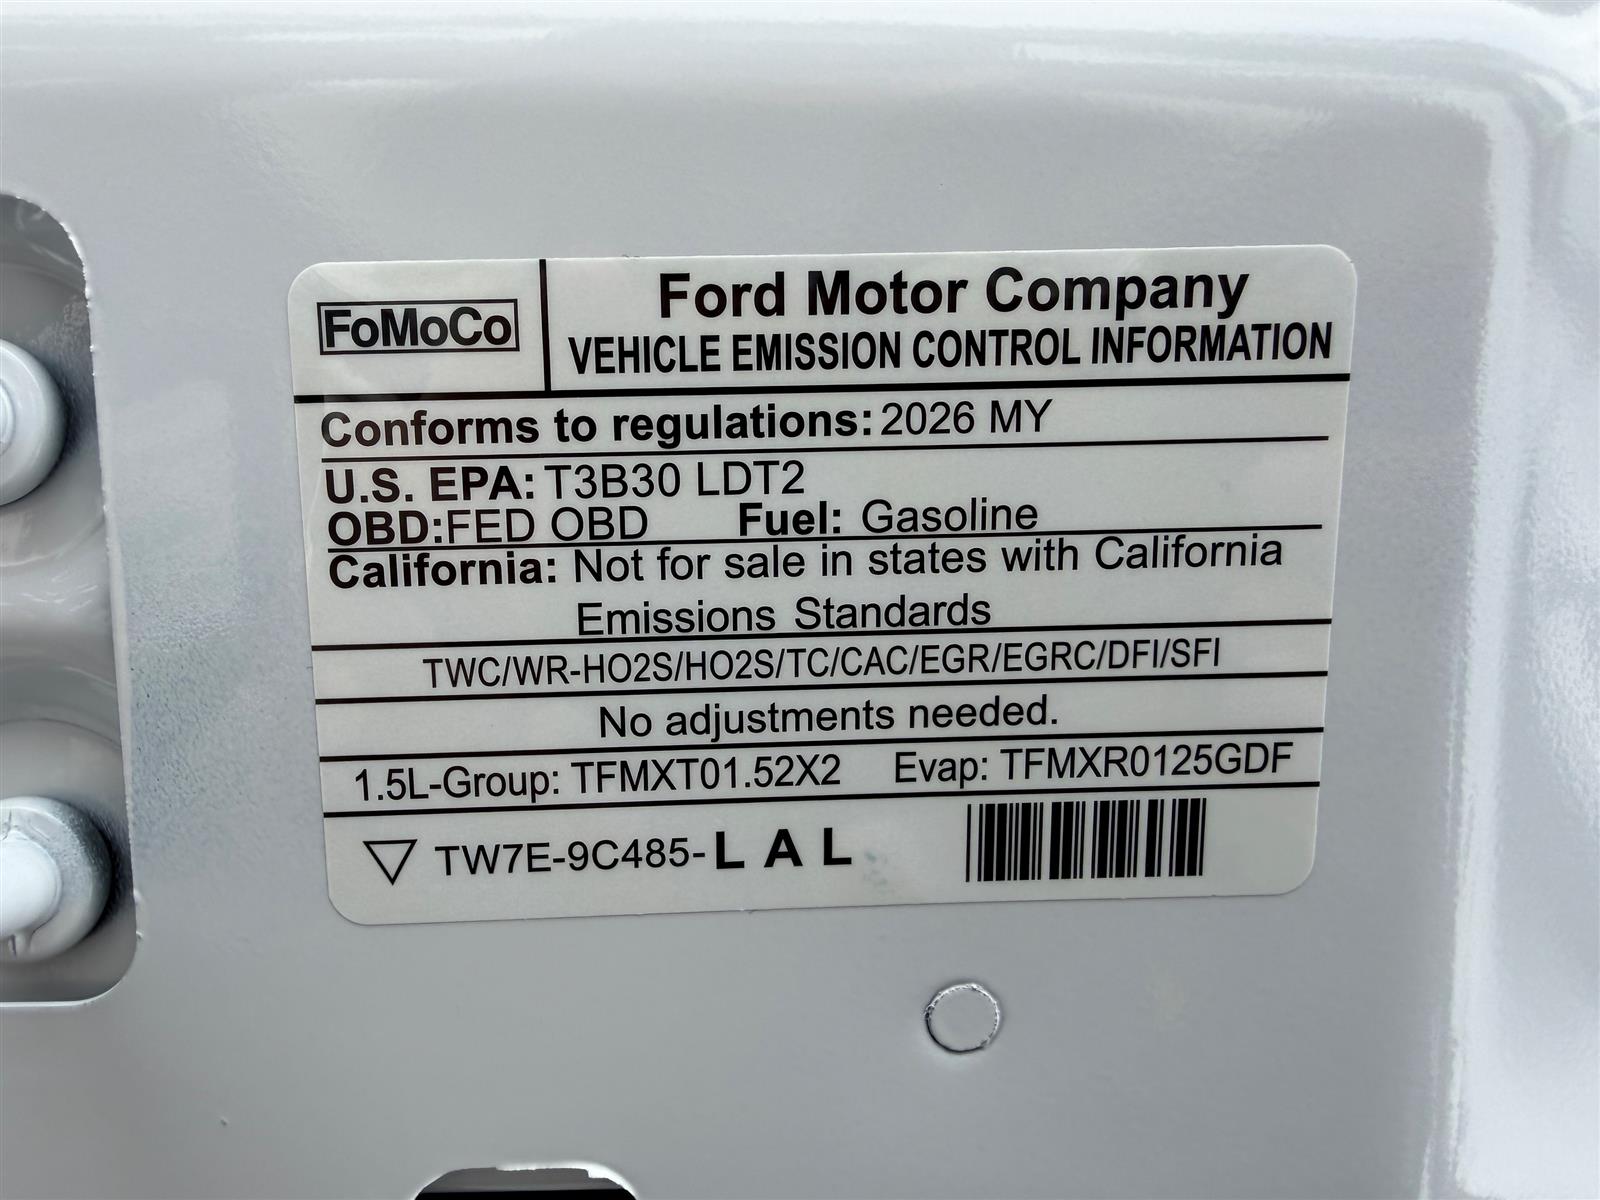 FoMoCo
Ford Motor Company
VEHICLE EMISSION CONTROL INFORMATION
Conforms to regulations: 2026 MY
U.S. EPA: T3B30 LDT2
OBD:FED OBD Fuel: Gasoline
California: Not for sale in states with California
Emissions Standards
TWC/WR-HO2S/HO2S/TC/CAC/EGR/EGRC/DFI/SFI
No adjustments needed.
1.5L-Group: TFMXT01.52X2 Evap: TFMXR0125GDF
TW7E-9C485-L A L